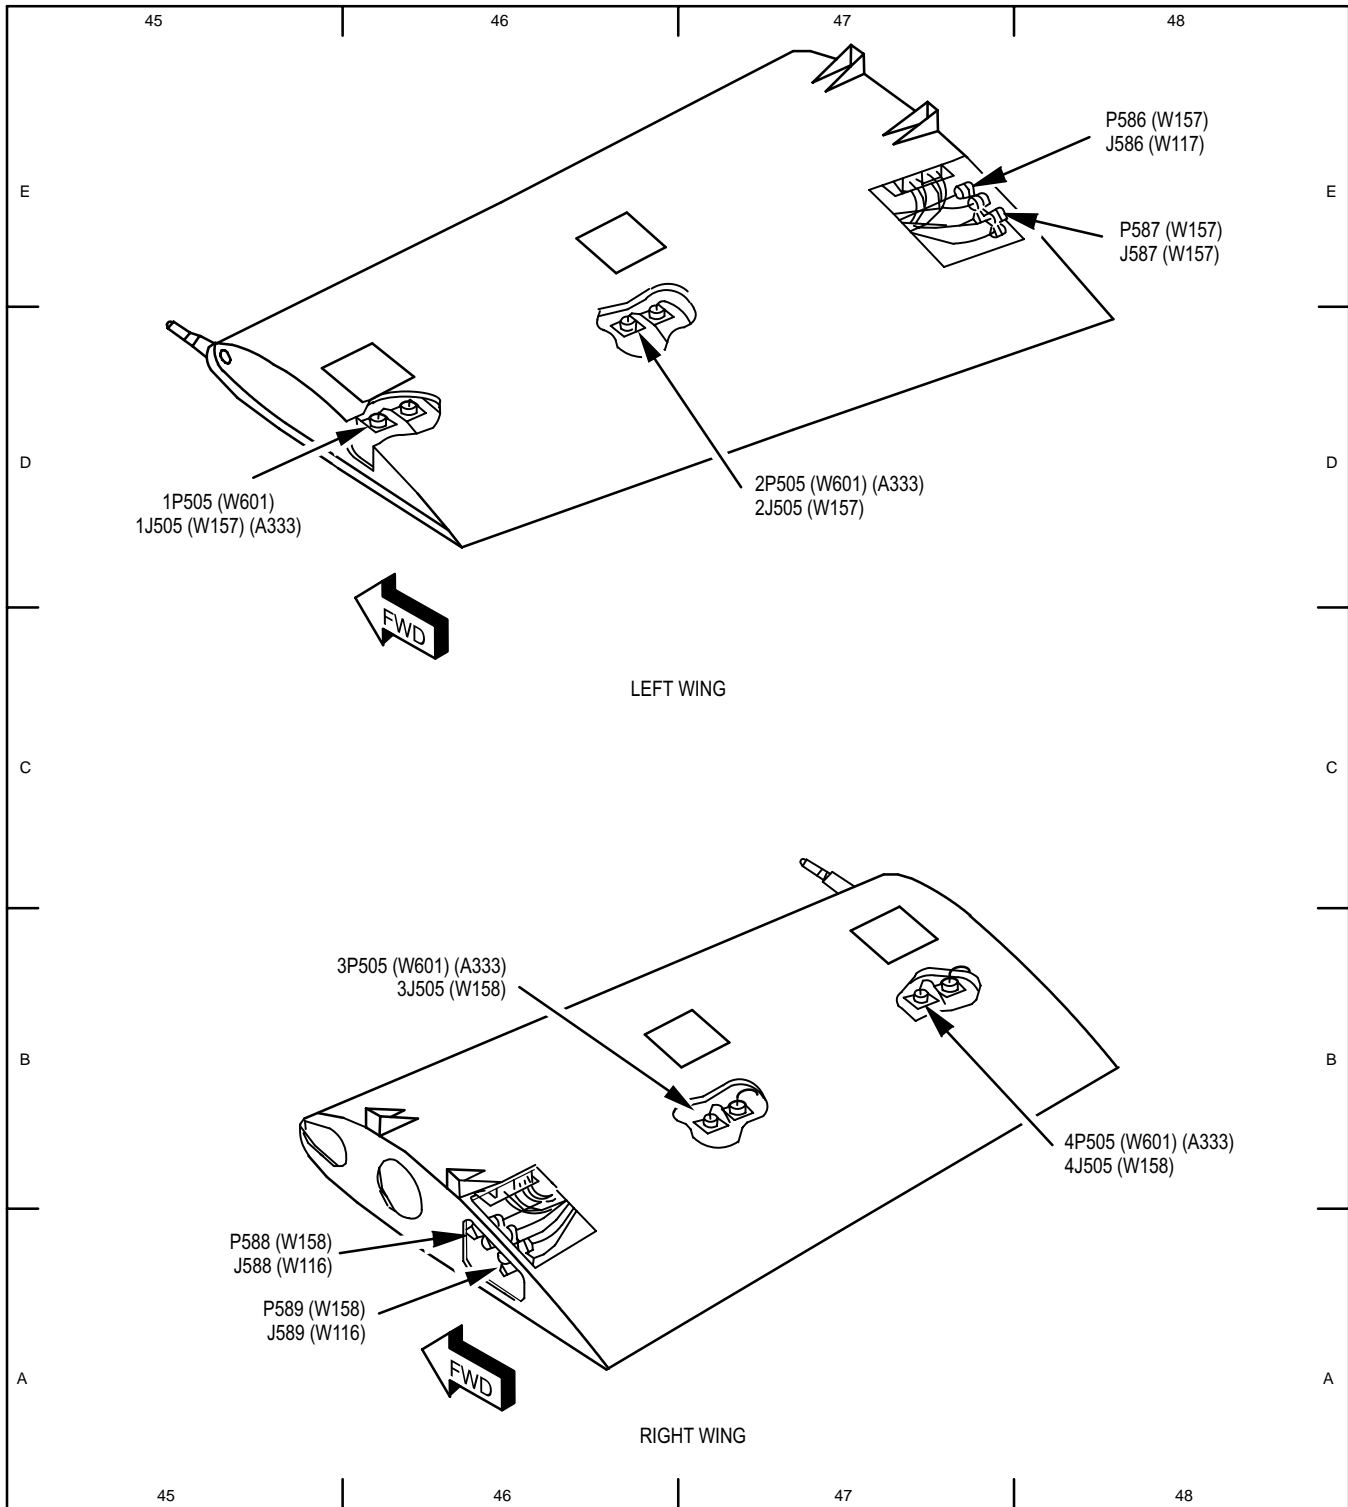 45 46 47 48
P586 (W157)
J586 (W117)
E E
P587 (W157)
J587 (W157)
D D
1P505 (W601)
1J505 (W157) (A333)
2P505 (W601) (A333)
2J505 (W157)
FWD
LEFT WING
C C
3P505 (W601) (A333)
3J505 (W158)
B B
4P505 (W601) (A333)
4J505 (W158)
P588 (W158)
J588 (W116)
P589 (W158)
J589 (W116)
FWD
A A
RIGHT WING
45 46 47 48